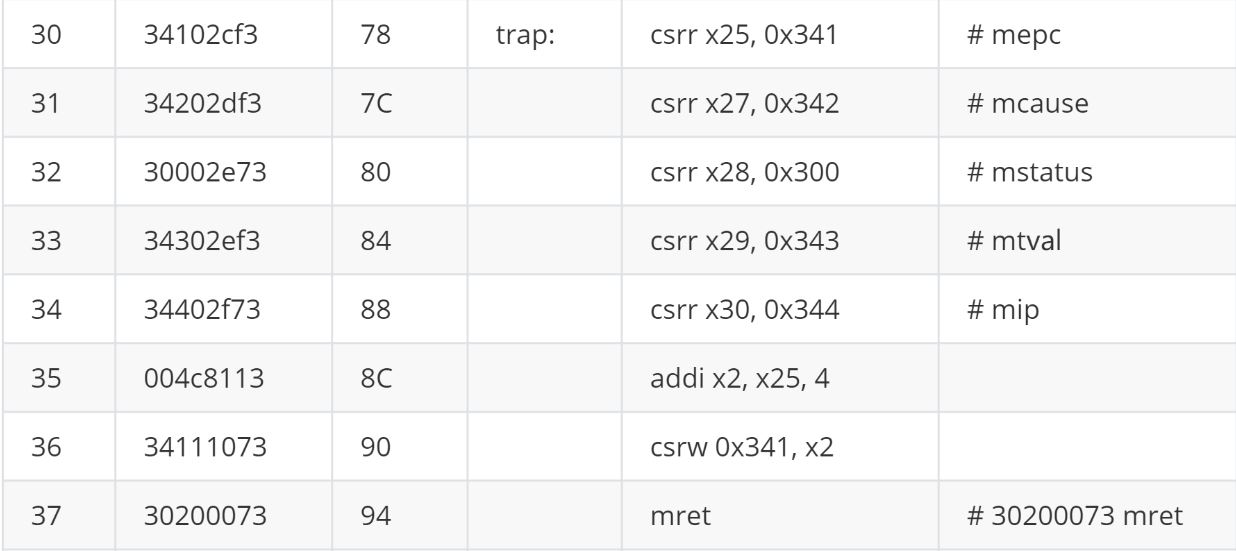 30 34102cf3 78 trap: csrr x25, 0x341 # mepc
31 34202df3 7C csrr x27, 0x342 # mcause
32 30002e73 80 csrr x28, 0x300 # mstatus
33 34302ef3 84 csrr x29, 0x343 # mtval
34 34402f73 88 csrr x30, 0x344 # mip
35 004c8113 8C addi x2, x25, 4
36 34111073 90 csrw 0x341, x2
37 30200073 94 mret # 30200073 mret